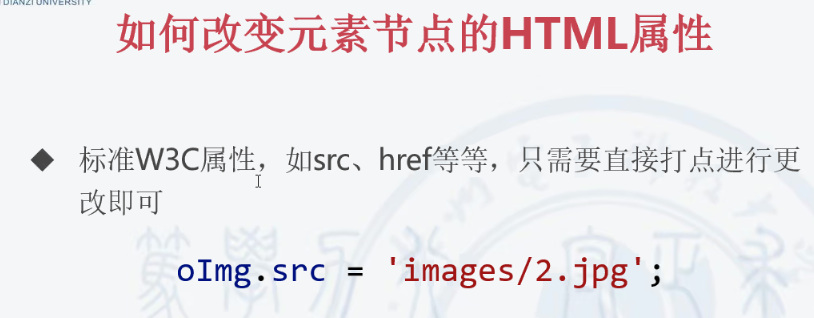 DIANZI UNIVERSITY
如何改变元素节点的HTML属性
◆ 标准W3C属性，如src、href等等，只需要直接打点进行更
改即可
oImg.src = 'images/2.jpg';